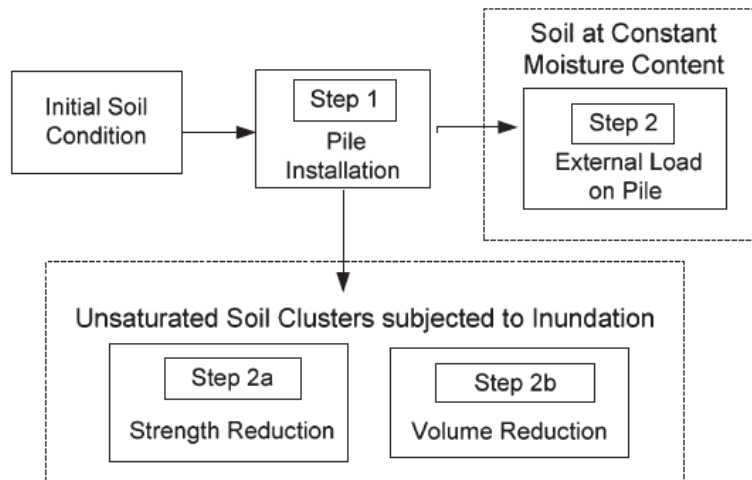 Initial Soil
Condition
Step 1
Pile
Installation
Soil at Constant
Moisture Content
Step 2
External Load
on Pile
Unsaturated Soil Clusters subjected to Inundation
Step 2a
Strength Reduction
Step 2b
Volume Reduction